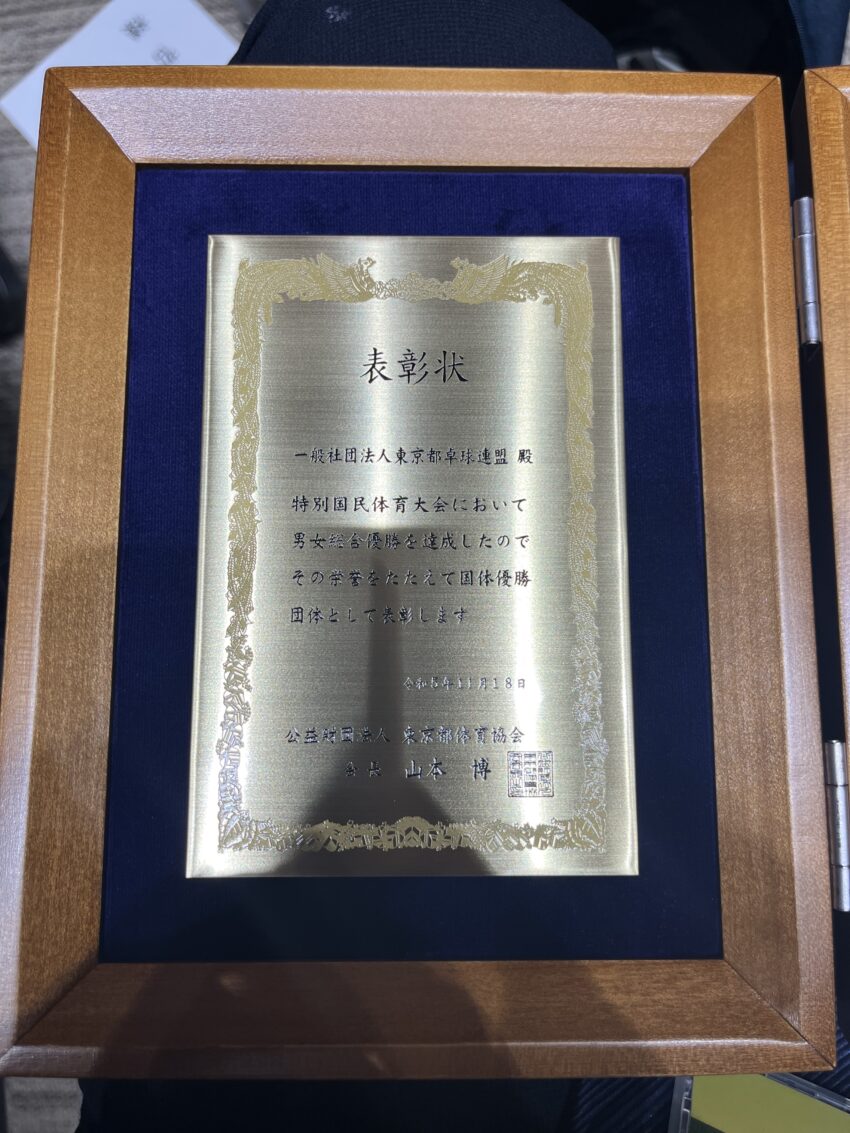 表彰状
一般社団法人東京都卓球連盟 殿
特別国民体育大会において
男女総合優勝を達成したので
その栄誉をたたえて国体優勝
団体として表彰します
令和5年11月18日
公益財団法人 東京都体育協会
会長 山本 博